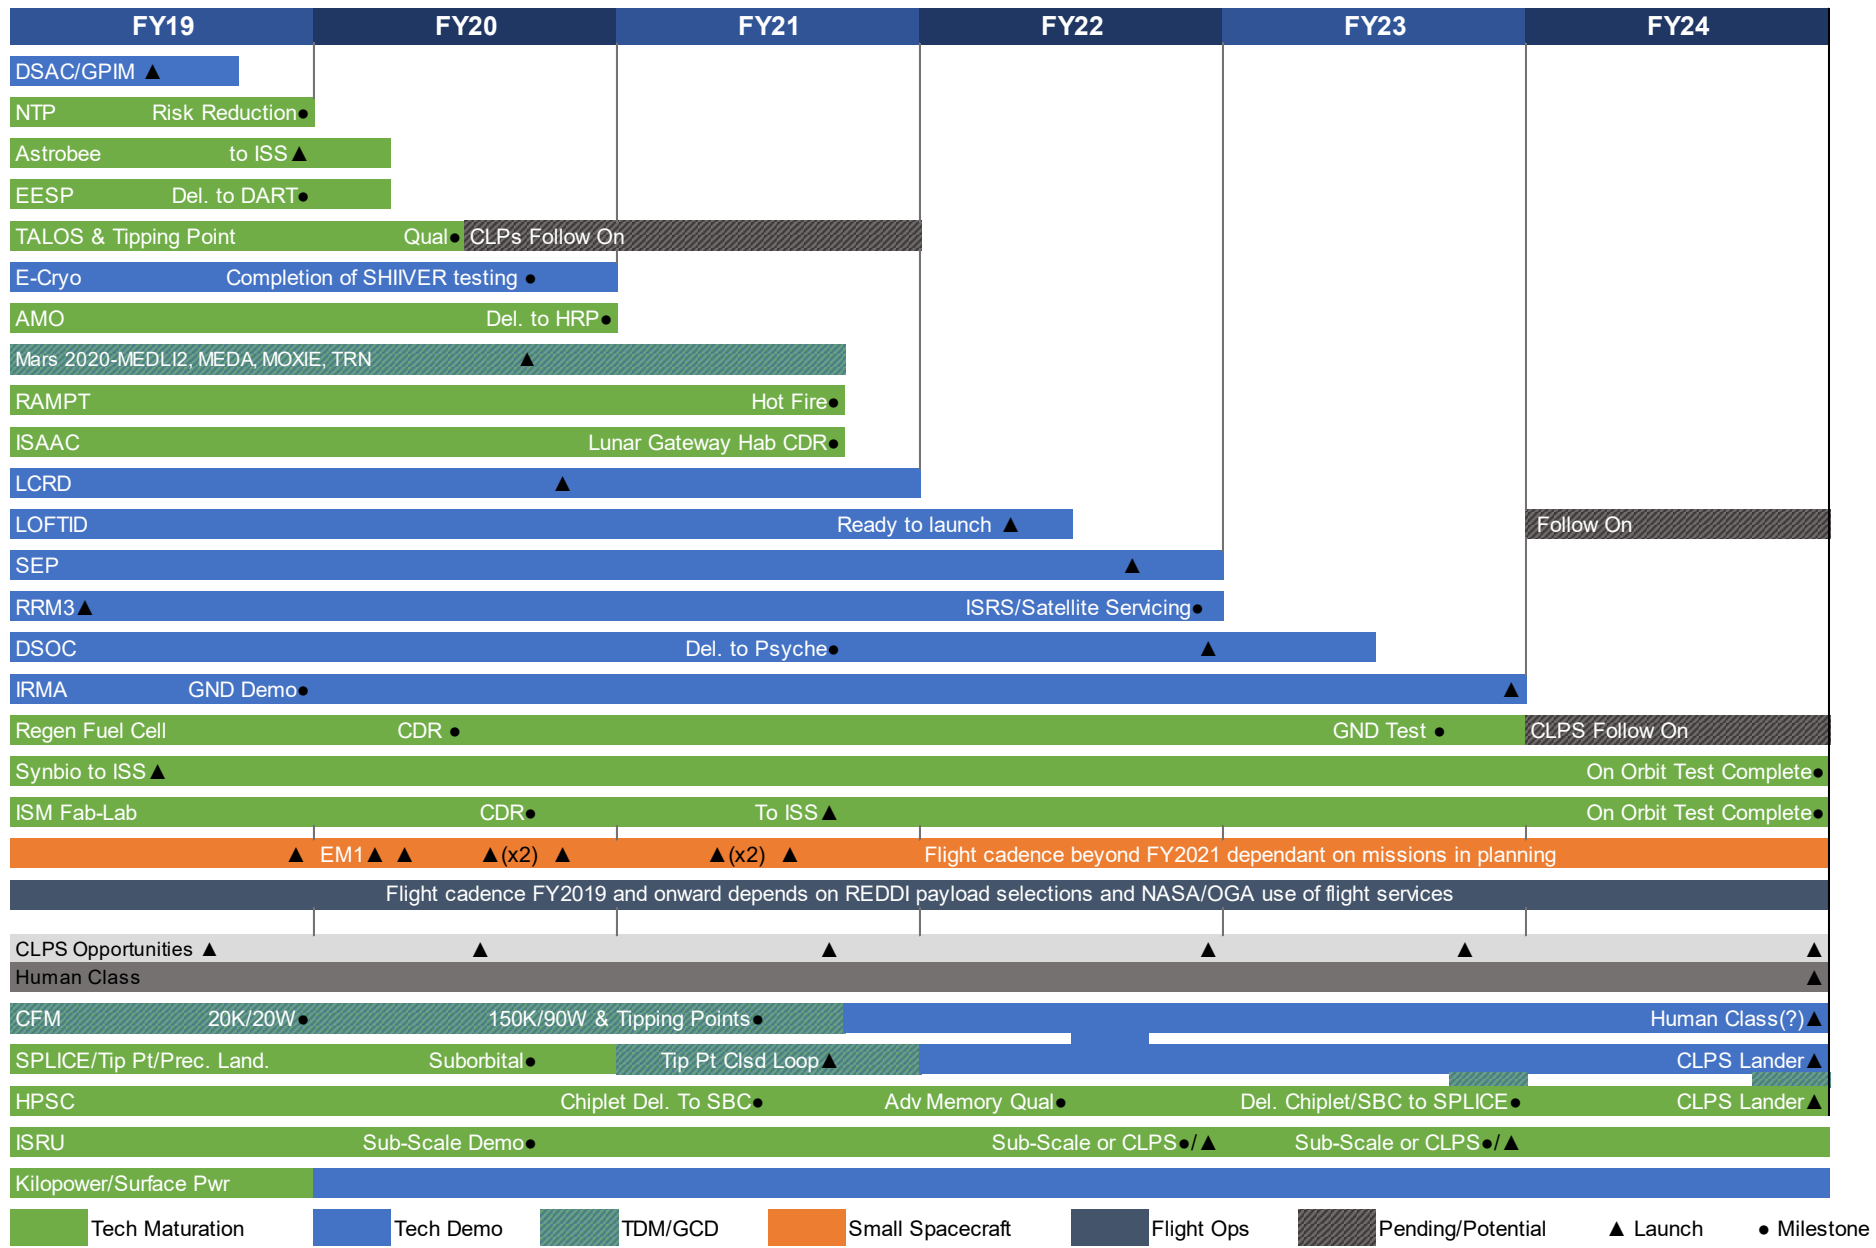 FY19 FY20 FY21 FY22 FY23 FY24
DSAC/GPIM ▲
NTP Risk Reduction●
Astrobee to ISS▲
EESP Del. to DART●
TALOS & Tipping Point Qual● CLPs Follow On
E-Cryo Completion of SHIIVER testing ●
AMO Del. to HRP●
Mars 2020-MEDLI2, MEDA, MOXIE, TRN ▲
RAMPT Hot Fire●
ISAAC Lunar Gateway Hab CDR●
LCRD ▲
LOFTID Ready to launch ▲ Follow On
SEP ▲
RRM3▲ ISRS/Satellite Servicing●
DSOC Del. to Psyche● ▲
IRMA GND Demo● ▲
Regen Fuel Cell CDR ● GND Test ● CLPS Follow On
Synbio to ISS▲ On Orbit Test Complete●
ISM Fab-Lab CDR● To ISS▲ On Orbit Test Complete●
▲ EM1▲ ▲ ▲(x2) ▲ ▲(x2) ▲ Flight cadence beyond FY2021 dependant on missions in planning
Flight cadence FY2019 and onward depends on REDDI payload selections and NASA/OGA use of flight services
CLPS Opportunities ▲ ▲ ▲ ▲ ▲ ▲
Human Class ▲
CFM 20K/20W● 150K/90W & Tipping Points● Human Class(?)▲
SPLICE/Tip Pt/Prec. Land. Suborbital● Tip Pt Clsd Loop▲ CLPS Lander▲
HPSC Chiplet Del. To SBC● Adv Memory Qual● Del. Chiplet/SBC to SPLICE● CLPS Lander▲
ISRU Sub-Scale Demo● Sub-Scale or CLPS●/▲ Sub-Scale or CLPS●/▲
Kilopower/Surface Pwr
Tech Maturation Tech Demo TDM/GCD Small Spacecraft Flight Ops Pending/Potential ▲ Launch ● Milestone